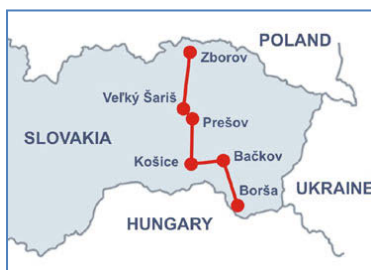 POLAND
Zborov
Veľký Šariš
Prešov
SLOVAKIA
Košice
Bačkov
Borša
UKRAINE
HUNGARY